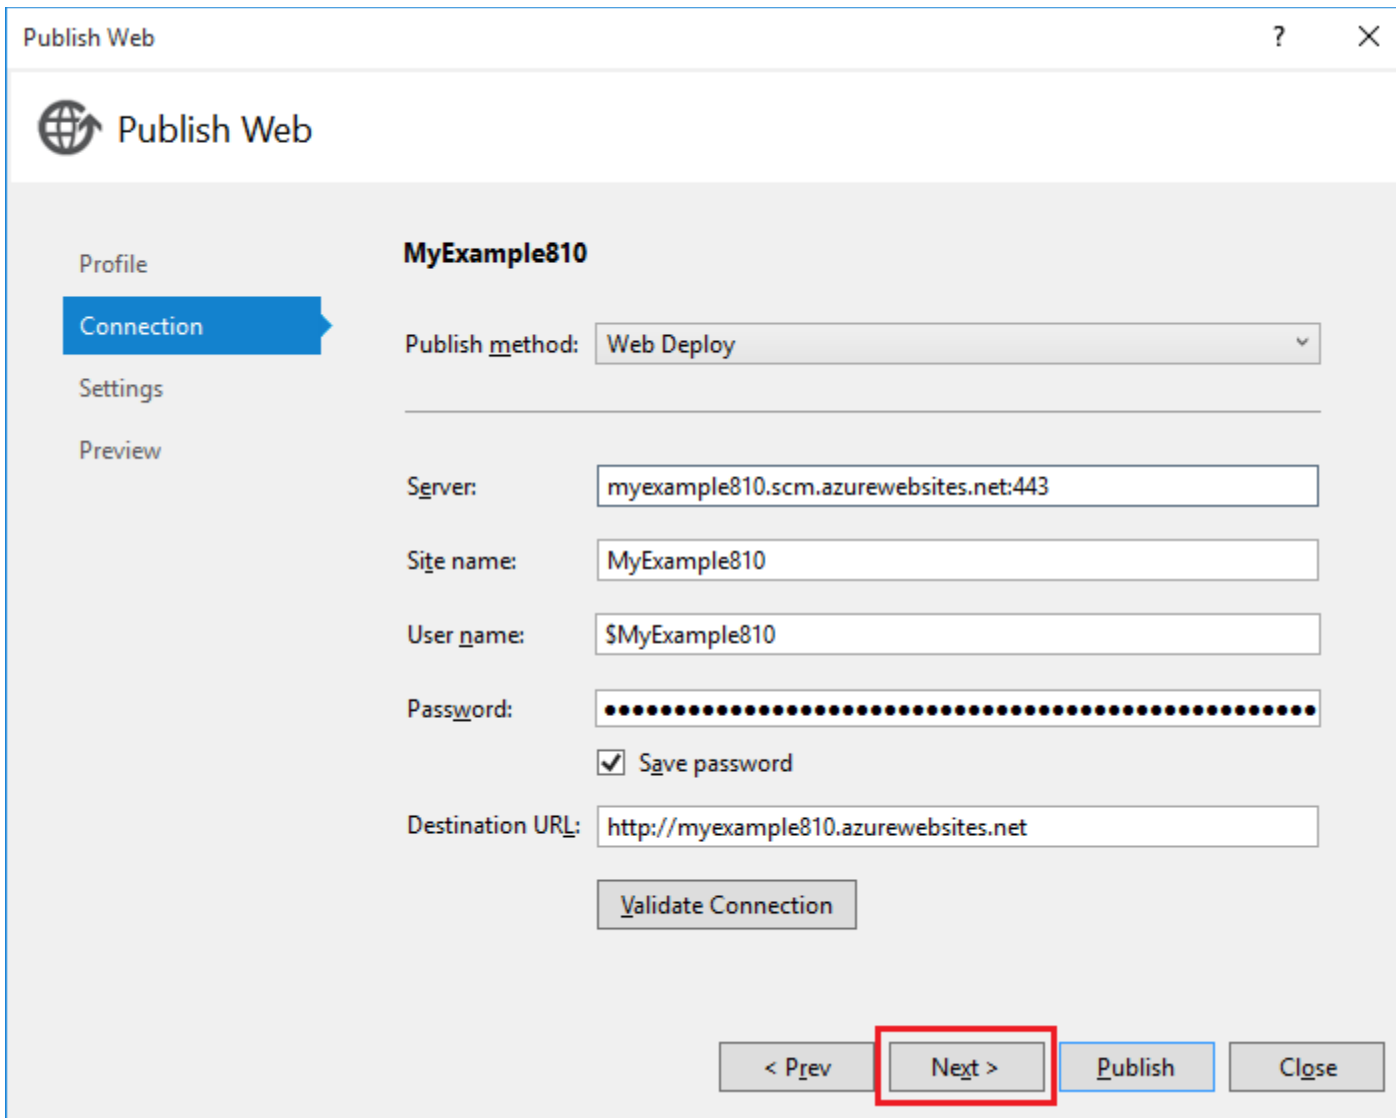 Publish Web
?
Publish Web
Profile
Connection
Settings
Preview
MyExample810
Publish method: Web Deploy
Server: myexample810.scm.azurewebsites.net:443
Site name: MyExample810
User name: $MyExample810
Password: ●●●●●●●●●●●●●●●●●●●●●●●●●●●●●●●●●●●●●●●●●●●●●●●●●●●
Save password
Destination URL: http://myexample810.azurewebsites.net
Validate Connection
< Prev Next > Publish Close